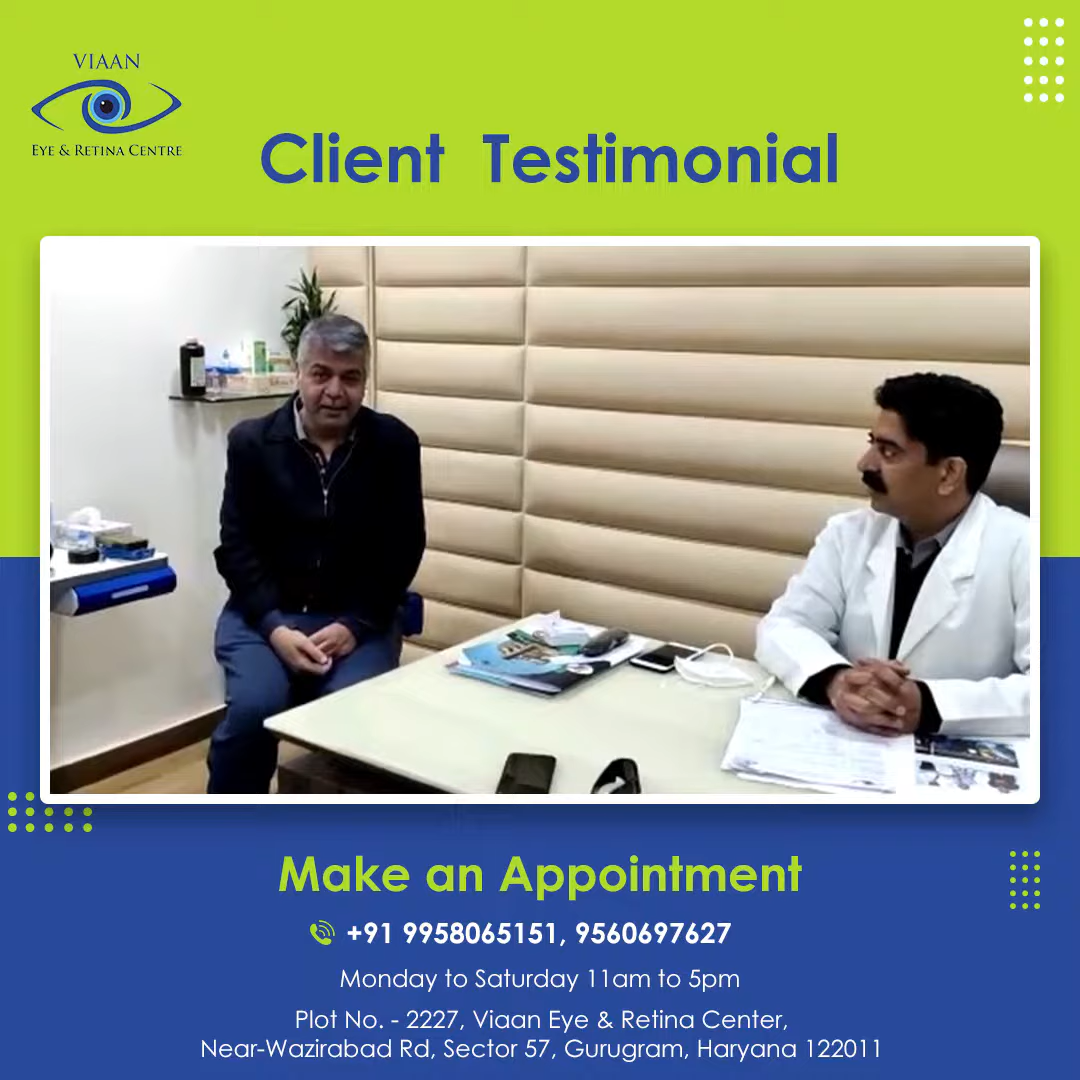 VIAAN
EYE & RETINA CENTRE
Client Testimonial
Make an Appointment
+91 9958065151, 9560697627
Monday to Saturday 11am to 5pm
Plot No. - 2227, Viaan Eye & Retina Center,
Near-Wazirabad Rd, Sector 57, Gurugram, Haryana 122011